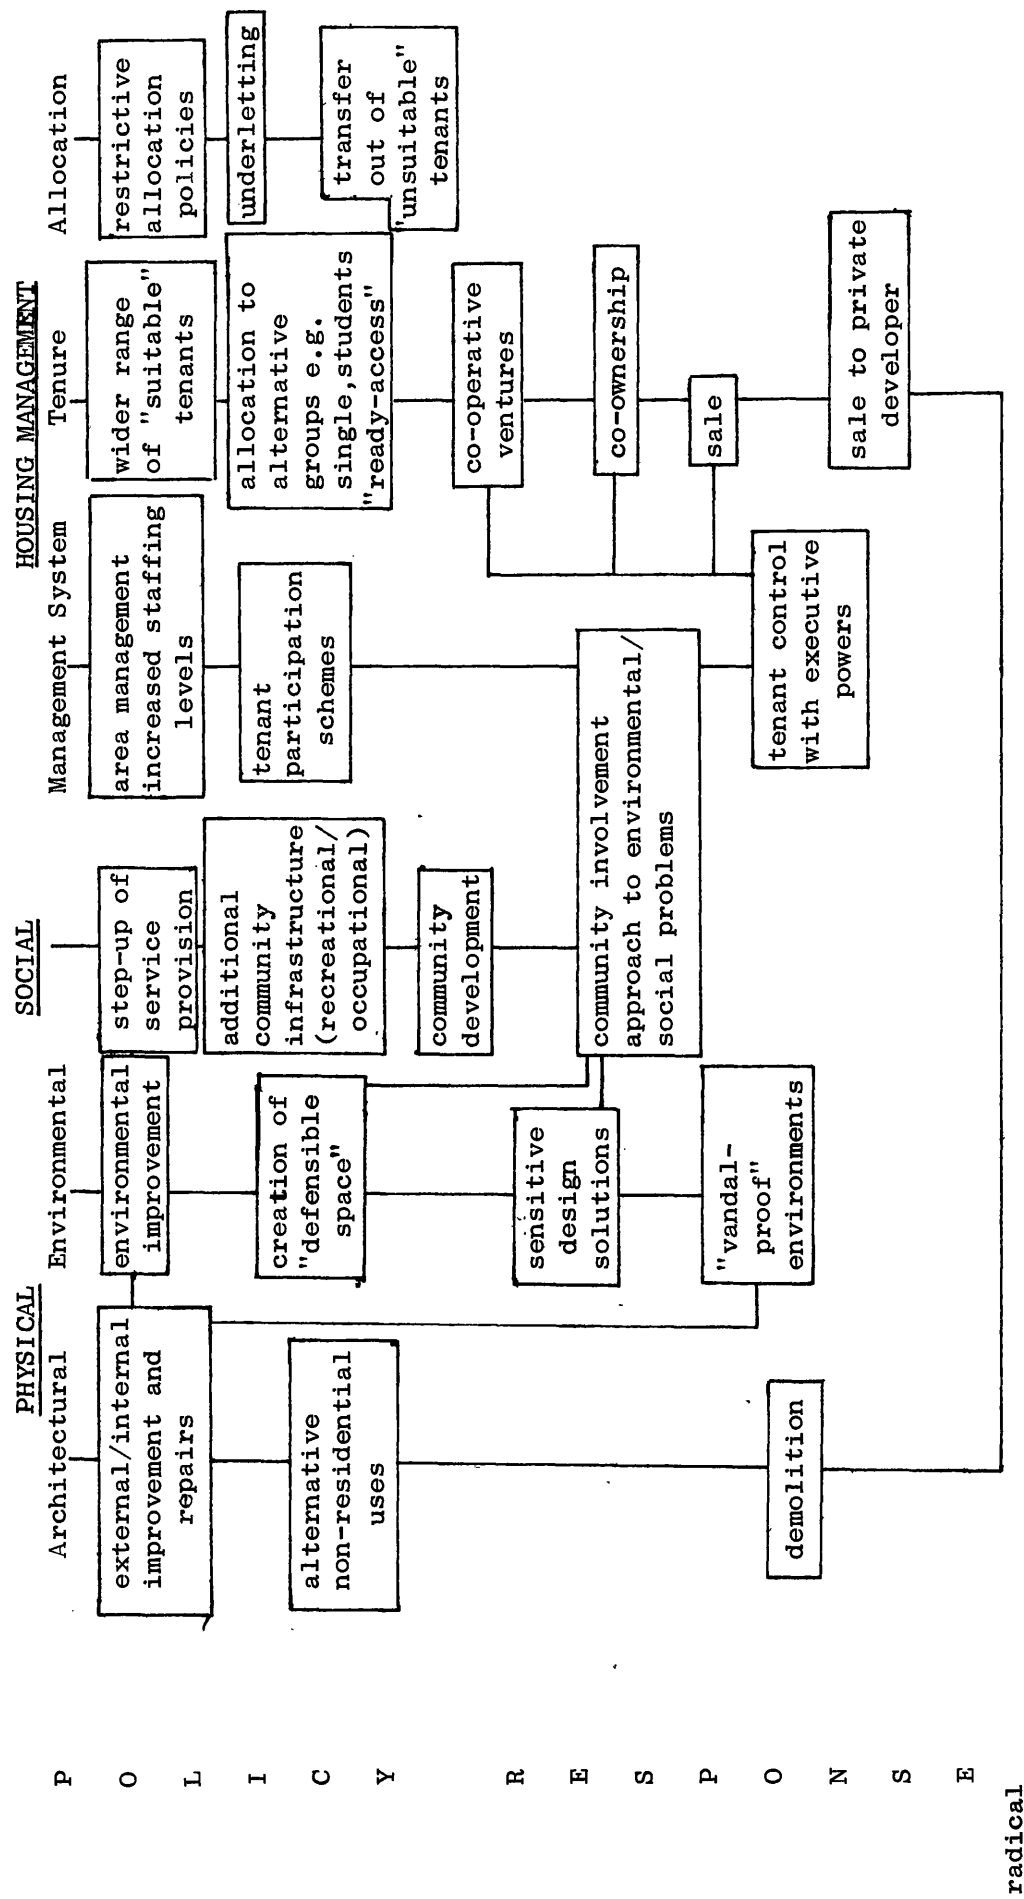 PHYSICAL
SOCIAL
HOUSING MANAGEMENT
Architectural
Environmental
Management System
Tenure
Allocation
external/internal
improvement and
repairs
alternative
non-residential
uses
demolition
environmental
improvement
creation of
"defensible
space"
sensitive
design
solutions
"vandal-
proof"
environments
step-up of
service
provision
additional
community
infrastructure
(recreational/
occupational)
community
development
community involvement
approach to environmental/
social problems
area management
increased staffing
levels
tenant
participation
schemes
tenant control
with executive
powers
wider range
of "suitable"
tenants
allocation to
alternative
groups e.g.
single,students
"ready-access"
co-operative
ventures
co-ownership
sale
sale to private
developer
restrictive
allocation
policies
underletting
transfer
out of
"unsuitable"
tenants
P
O
L
I
C
Y
R
E
S
P
O
N
S
E
radical